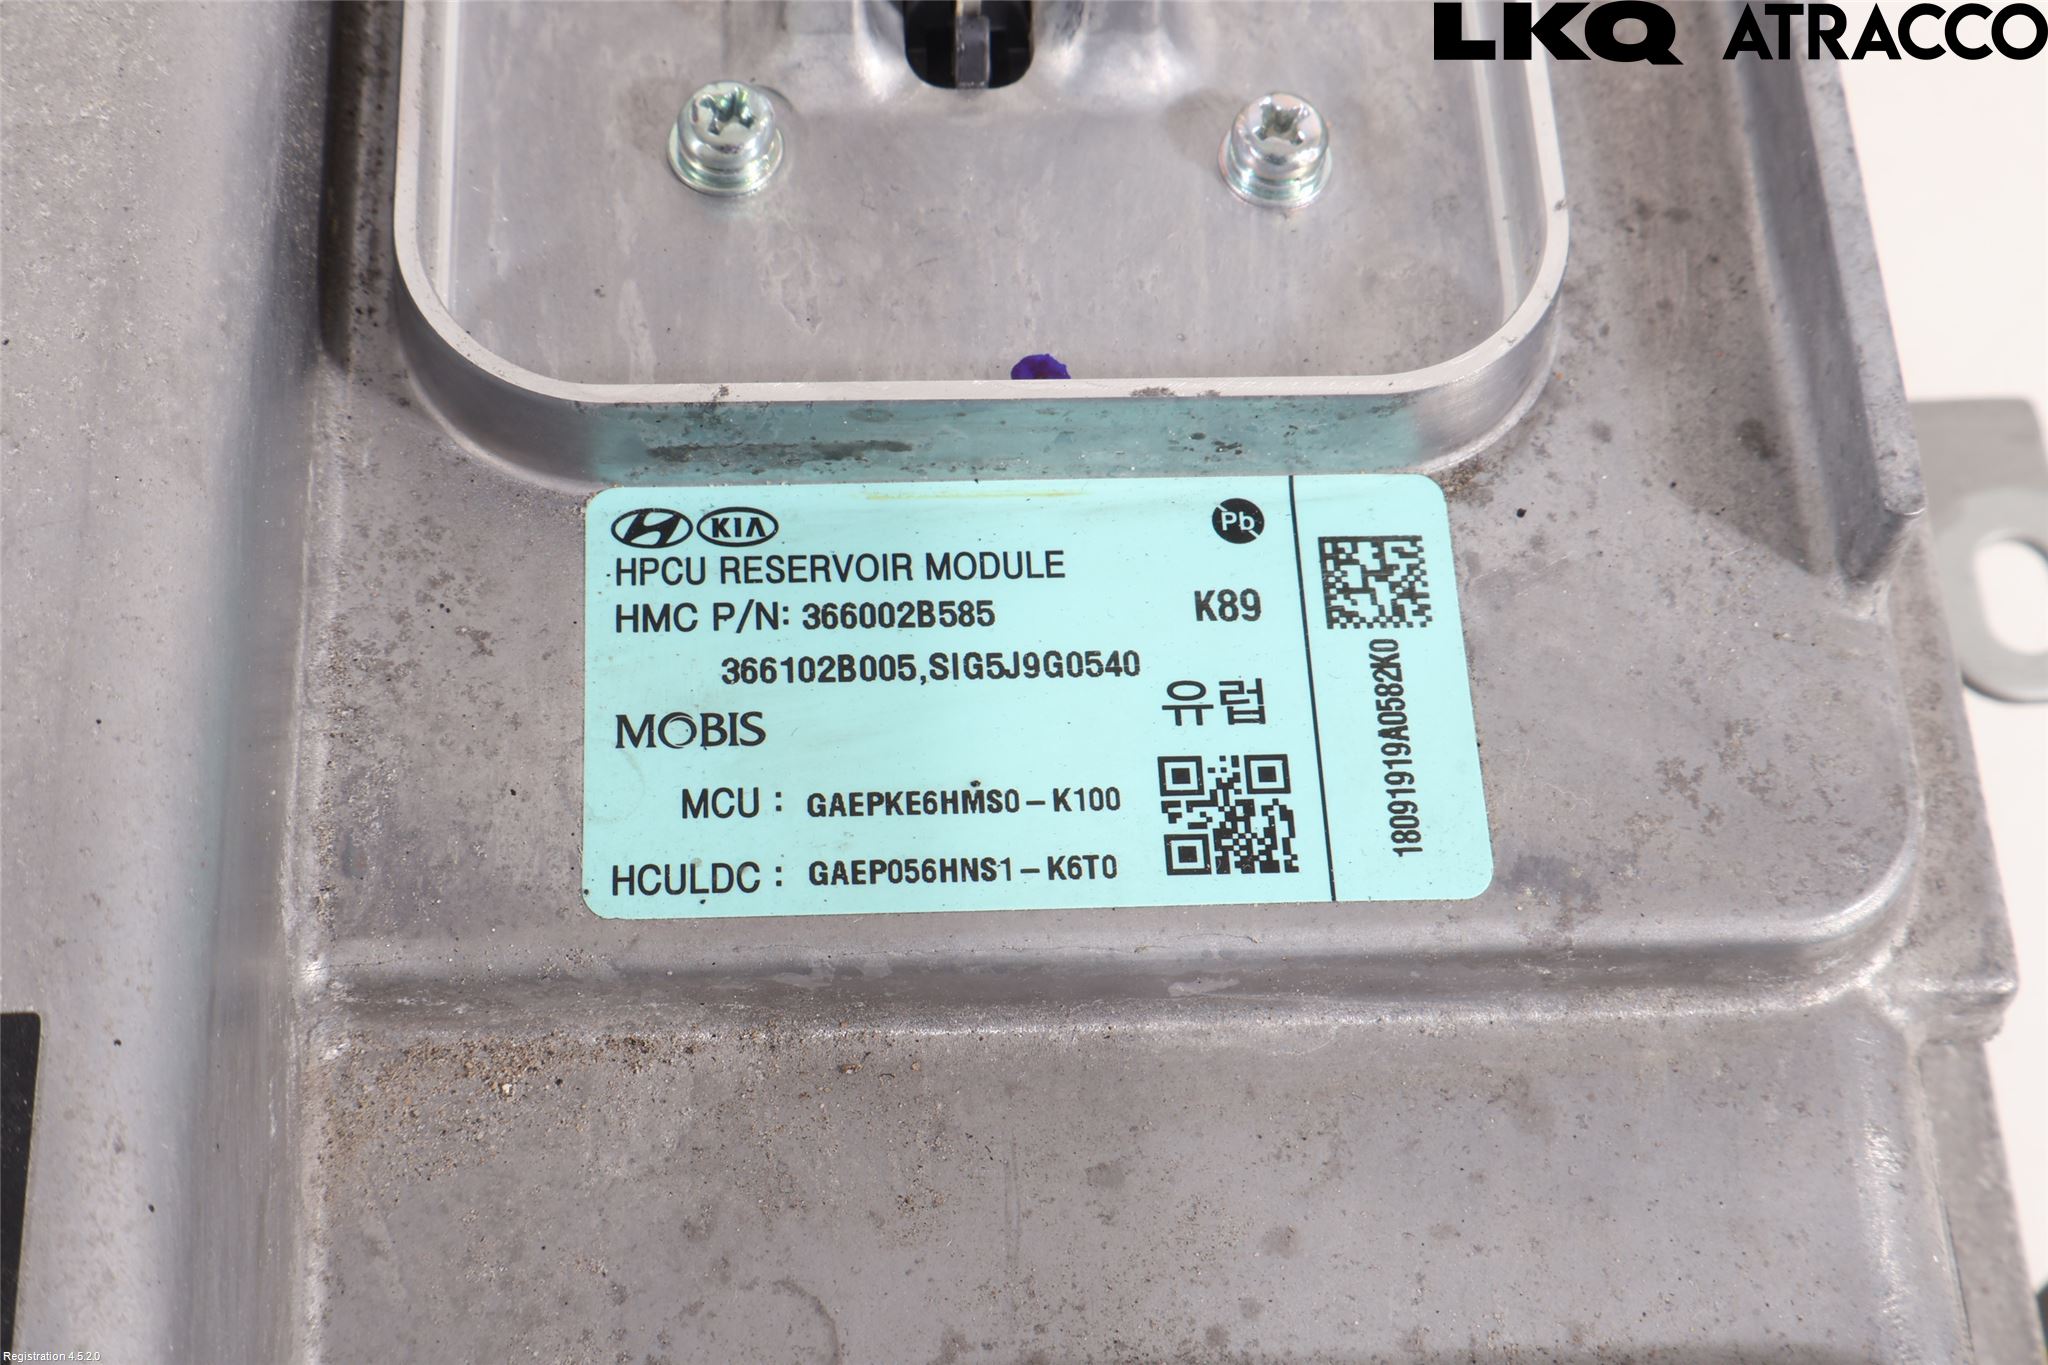 LKQ ATRACCO
KIA
Pb
HPCU RESERVOIR MODULE
HMC P/N: 366002B585
K89
366102B005,SIG5J9G0540
유럽
MOBIS
MCU : GAEPKE6HMS0-K100
HCULDC : GAEP056HNS1-K6T0
18091919A0582K0
Registration 4.5.2.0